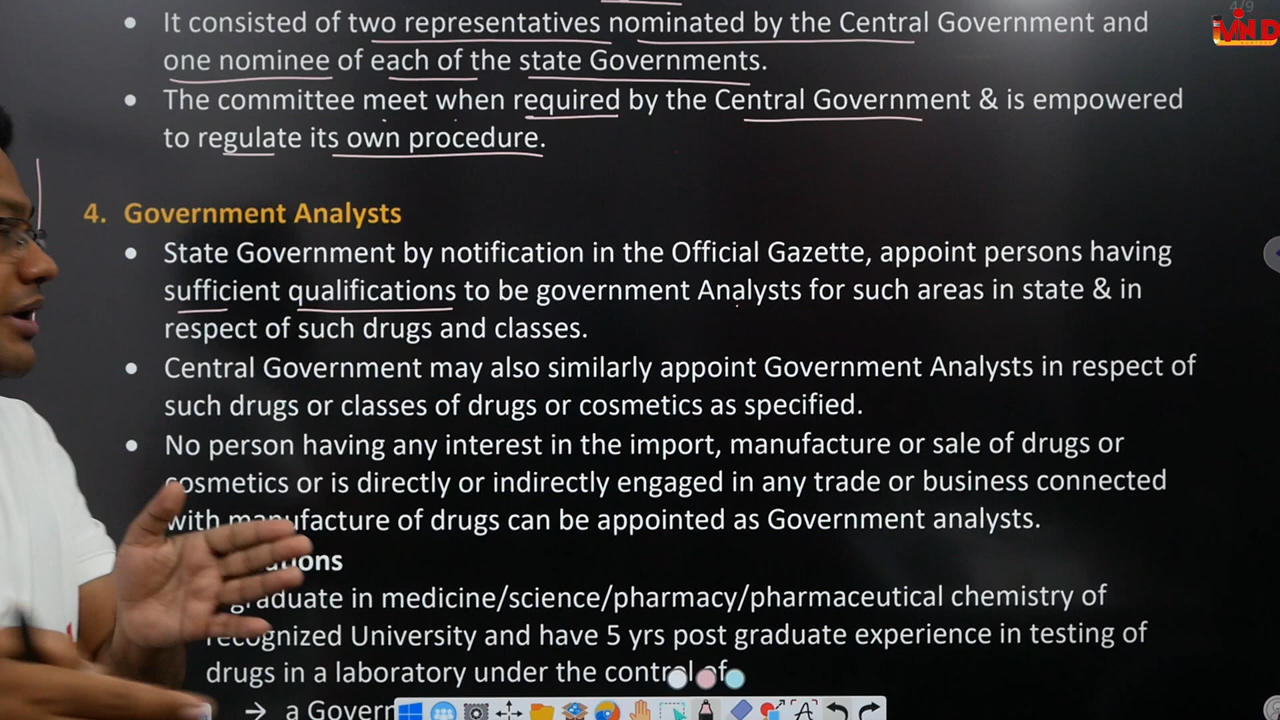 4/9
• It consisted of two representatives nominated by the Central Government and
one nominee of each of the state Governments.
• The committee meet when required by the Central Government & is empowered
to regulate its own procedure.
4. Government Analysts
• State Government by notification in the Official Gazette, appoint persons having
sufficient qualifications to be government Analysts for such areas in state & in
respect of such drugs and classes.
• Central Government may also similarly appoint Government Analysts in respect of
such drugs or classes of drugs or cosmetics as specified.
• No person having any interest in the import, manufacture or sale of drugs or
cosmetics or is directly or indirectly engaged in any trade or business connected
with manufacture of drugs can be appointed as Government analysts.
graduate in medicine/science/pharmacy/pharmaceutical chemistry of
recognized University and have 5 yrs post graduate experience in testing of
drugs in a laboratory under the control of
→ a